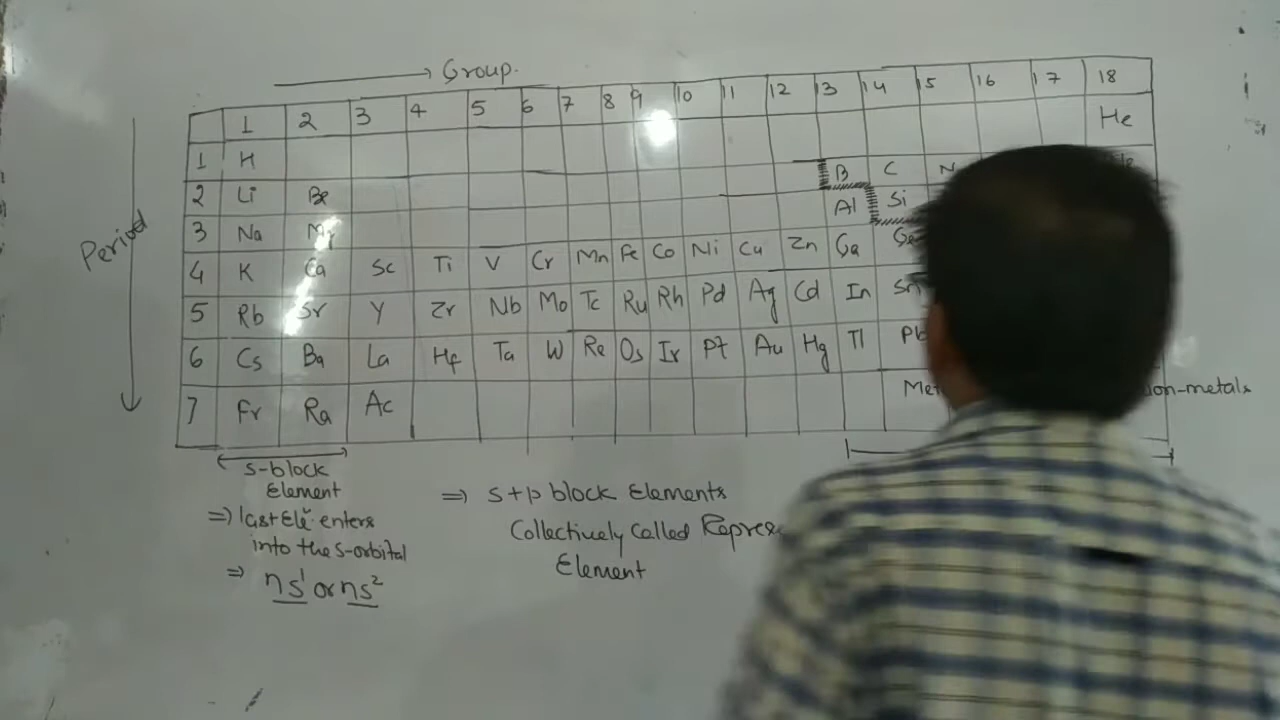 Group.
1 2 3 4 5 6 7 8 9 10 11 12 13 14 15 16 17 18
He
1 H
2 Li Be B C N
3 Na Al Si
4 K Ca Sc Ti V Cr Mn Fe Co Ni Cu Zn Ga
5 Rb Sr Y Zr Nb Mo Tc Ru Rh Pd Ag Cd In Sn
6 Cs Ba La Hf Ta W Re Os Ir Pt Au Hg Tl Pb
7 Fr Ra Ac
Period
s-block
Element
⇒ last Ele⁻ enters
into the s-orbital
⇒ ns¹ or ns²
⇒ s+p block Elements
Collectively called
Element